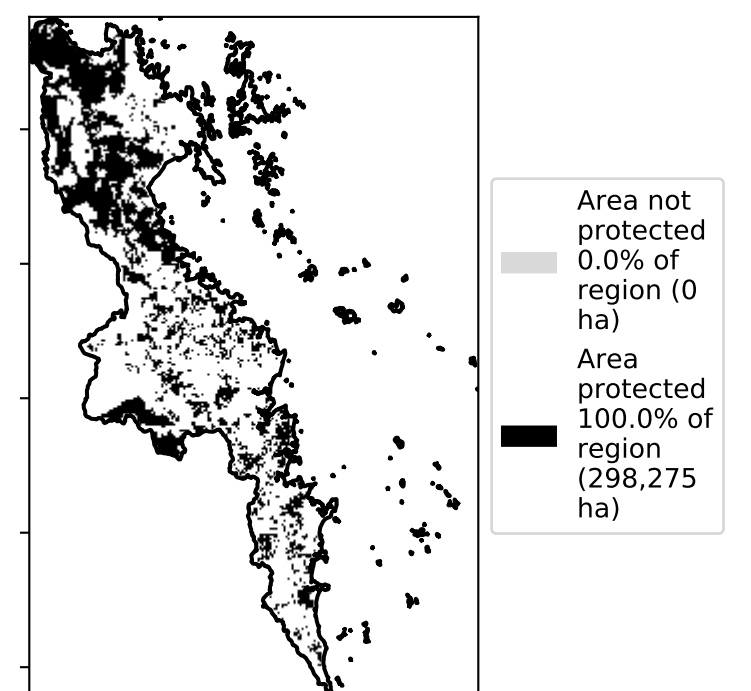 Area not
protected
0.0% of
region (0
ha)
Area
protected
100.0% of
region
(298,275
ha)